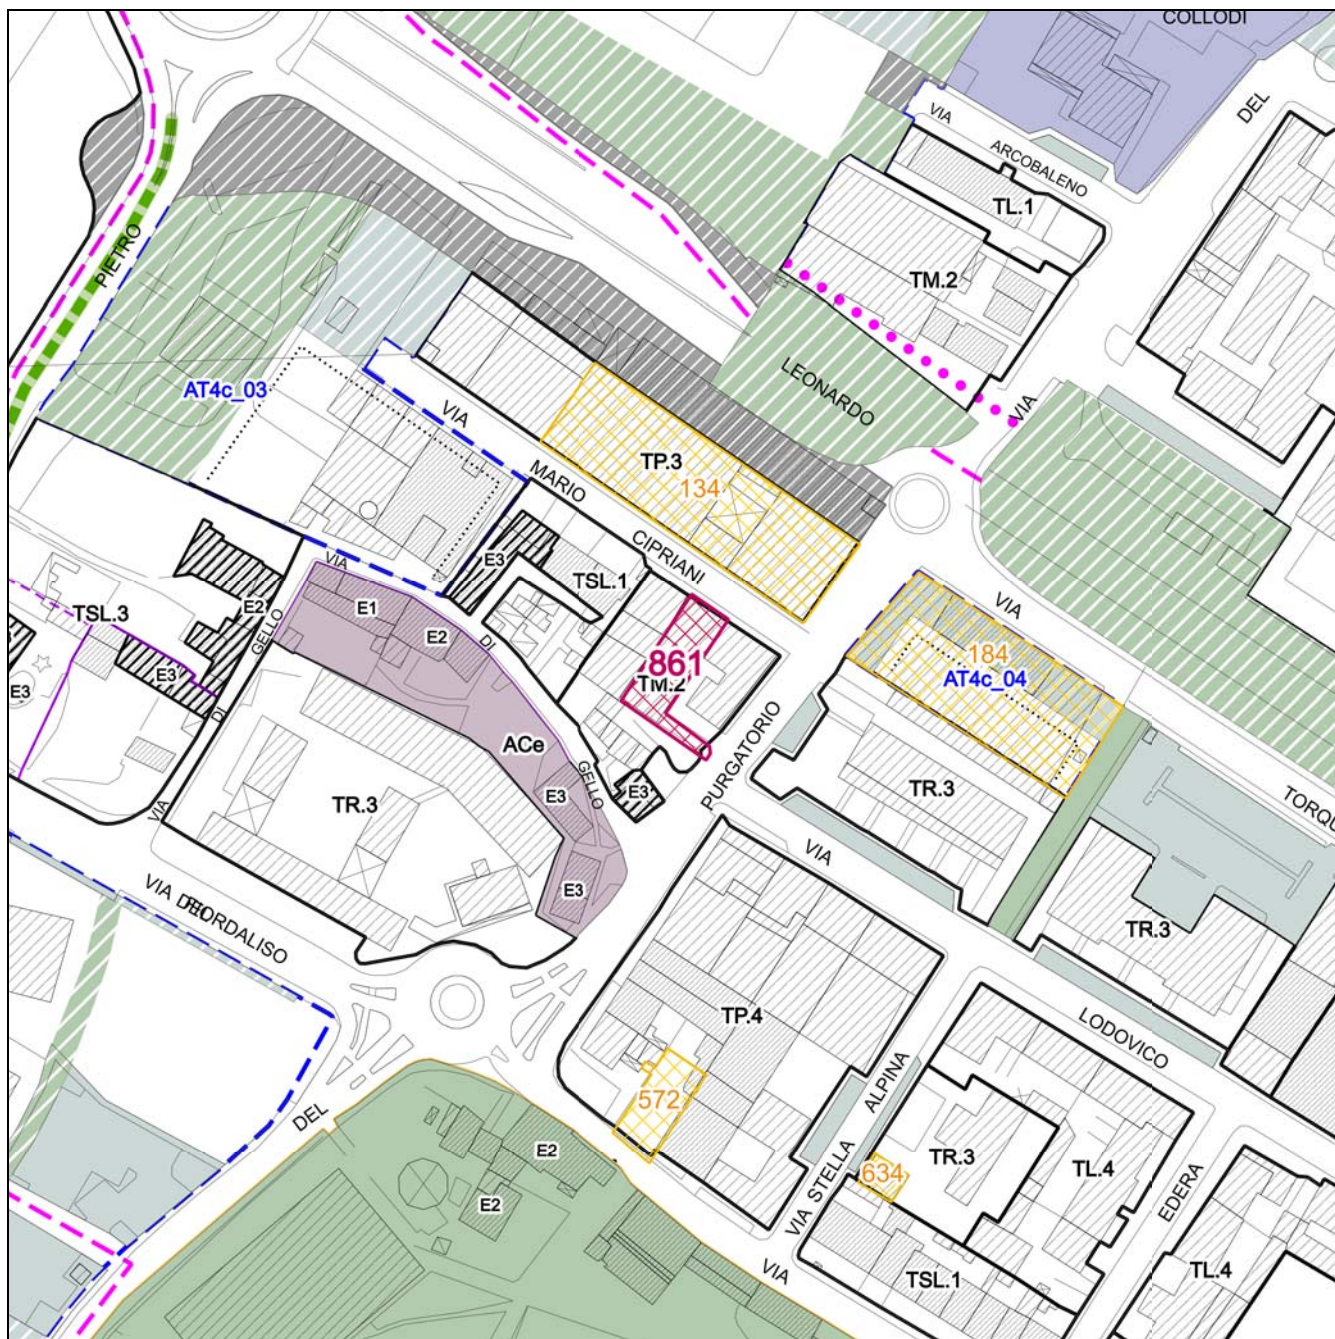 COLLODI
VIA
DEL
ARCOBALENO
TL.1
PIETRO
TM.2
LEONARDO
VIA
AT4c_03
VIA
TP.3
134
MARIO
CIPRIANI
VIA
E3
TSL.1
VIA
E1
E2
E2
TSL.3
GELLO
DI
861
TM.2
184
AT4c_04
VIA
E3
E3
DI
PURGATORIO
ACe
GELLO
E3
E3
TR.3
TR.3
TORQU
VIA
VIA
E3
VIA DEL
FIORDALISO
TR.3
TP.4
LODOVICO
ALPINA
572
DEL
E2
E2
634
TR.3
TL.4
VIA STELLA
EDERA
VIA
TSL.1
TL.4